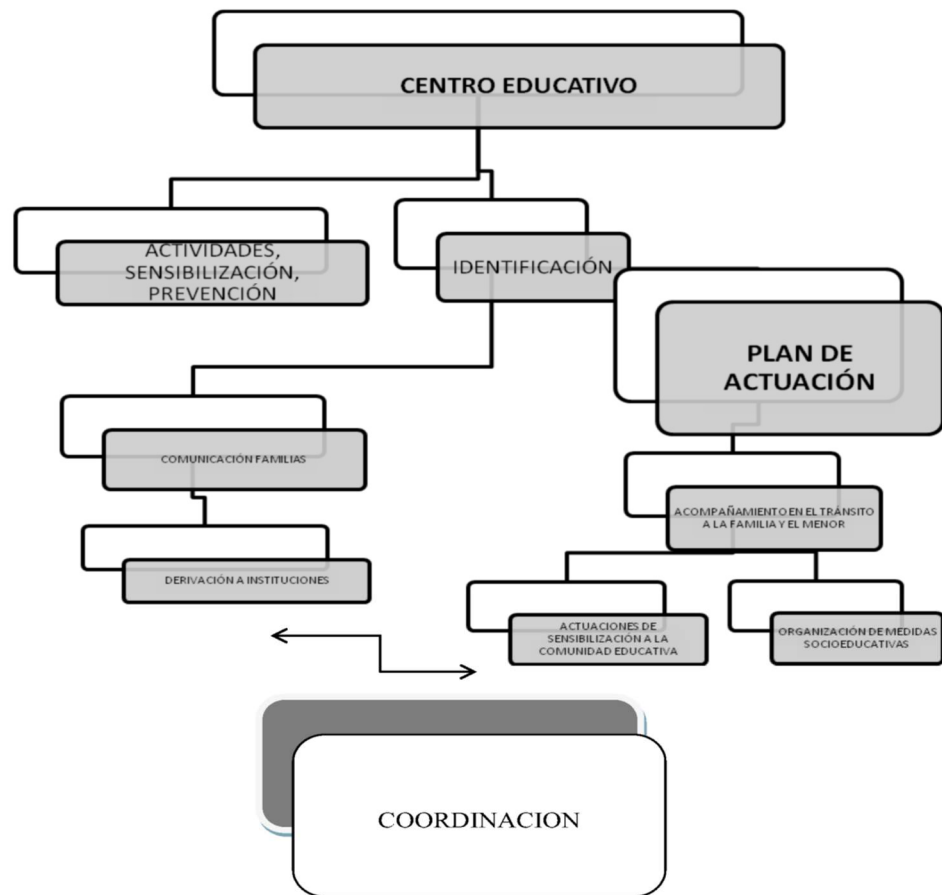 CENTRO EDUCATIVO
ACTIVIDADES,
SENSIBILIZACIÓN,
PREVENCIÓN
IDENTIFICACIÓN
PLAN DE
ACTUACIÓN
COMUNICACIÓN FAMILIAS
DERIVACIÓN A INSTITUCIONES
ACOMPAÑAMIENTO EN EL TRÁNSITO
A LA FAMILIA Y EL MENOR
ACTUACIONES DE
SENSIBILIZACIÓN A LA
COMUNIDAD EDUCATIVA
ORGANIZACIÓN DE MEDIDAS
SOCIOEDUCATIVAS
COORDINACION